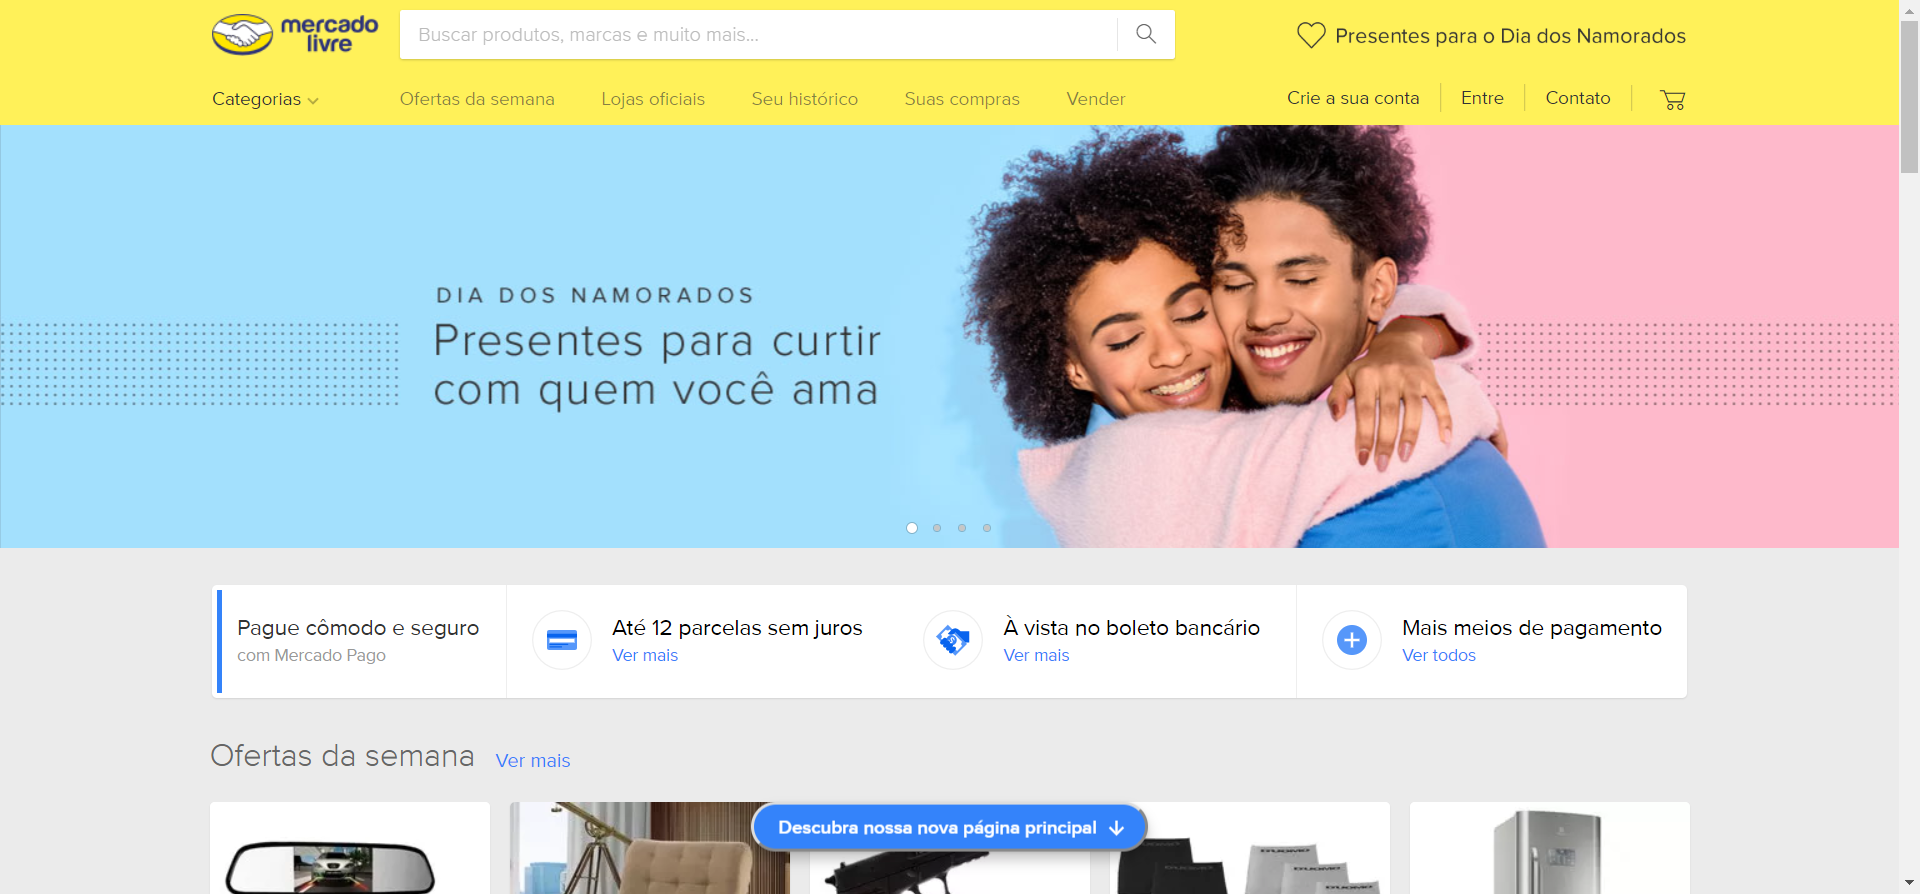 mercado
livre
Buscar produtos, marcas e muito mais...
Presentes para o Dia dos Namorados
Categorias
Ofertas da semana
Lojas oficiais
Seu histórico
Suas compras
Vender
Crie a sua conta
Entre
Contato
DIA DOS NAMORADOS
Presentes para curtir
com quem você ama
Pague cômodo e seguro
com Mercado Pago
Até 12 parcelas sem juros
Ver mais
À vista no boleto bancário
Ver mais
Mais meios de pagamento
Ver todos
Ofertas da semana
Ver mais
Descubra nossa nova página principal